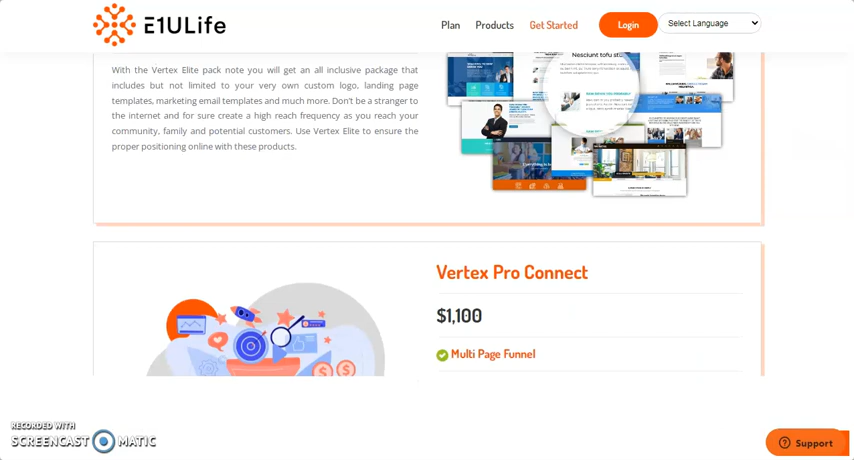 E1ULife
Plan Products Get Started Login Select Language
With the Vertex Elite pack note you will get an all inclusive package that
includes but not limited to your very own custom logo, landing page
templates, marketing email templates and much more. Don't be a stranger to
the internet and for sure create a high reach frequency as you reach your
community, family and potential customers. Use Vertex Elite to ensure the
proper positioning online with these products.
Nesciunt tofu stu
Vertex Pro Connect
$1,100
Multi Page Funnel
RECORDED WITH
SCREENCAST MATIC
Support